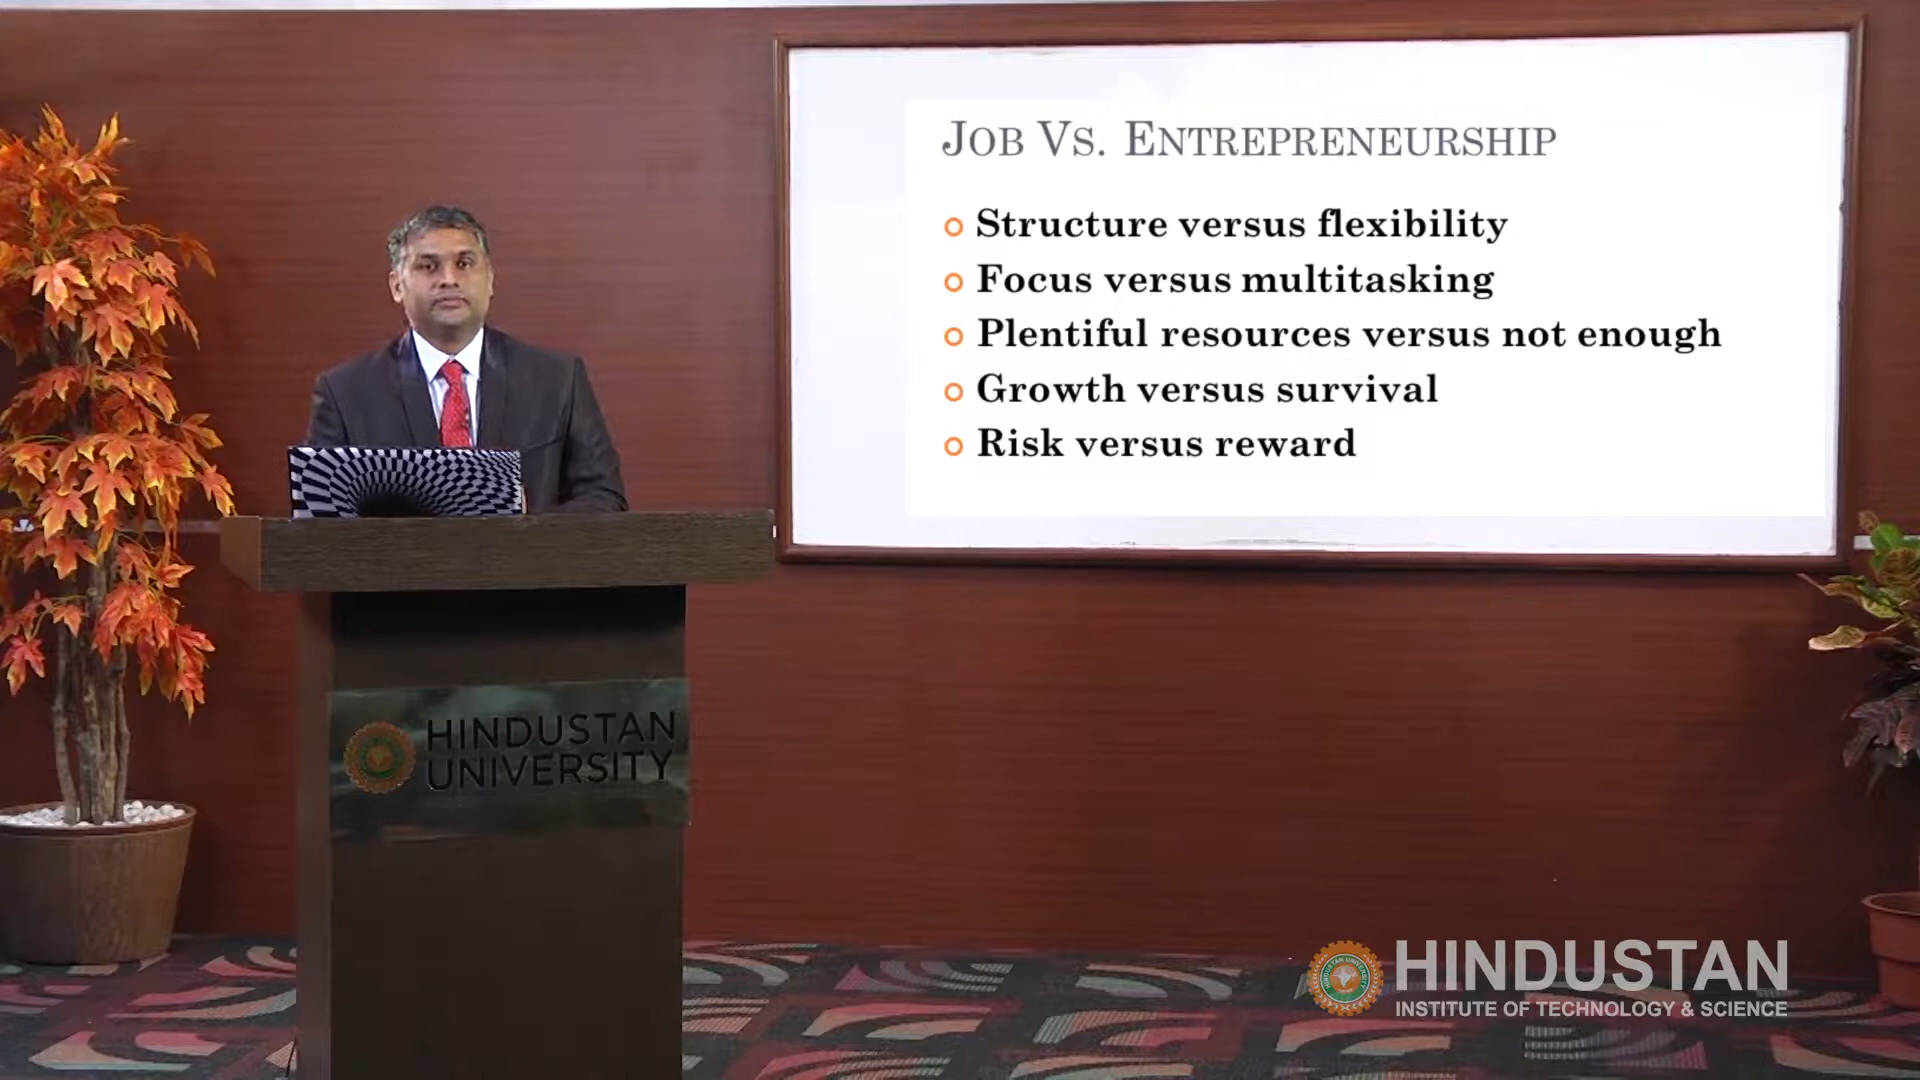 JOB VS. ENTREPRENEURSHIP
Structure versus flexibility
Focus versus multitasking
Plentiful resources versus not enough
Growth versus survival
Risk versus reward
HINDUSTAN
UNIVERSITY
HINDUSTAN
INSTITUTE OF TECHNOLOGY & SCIENCE